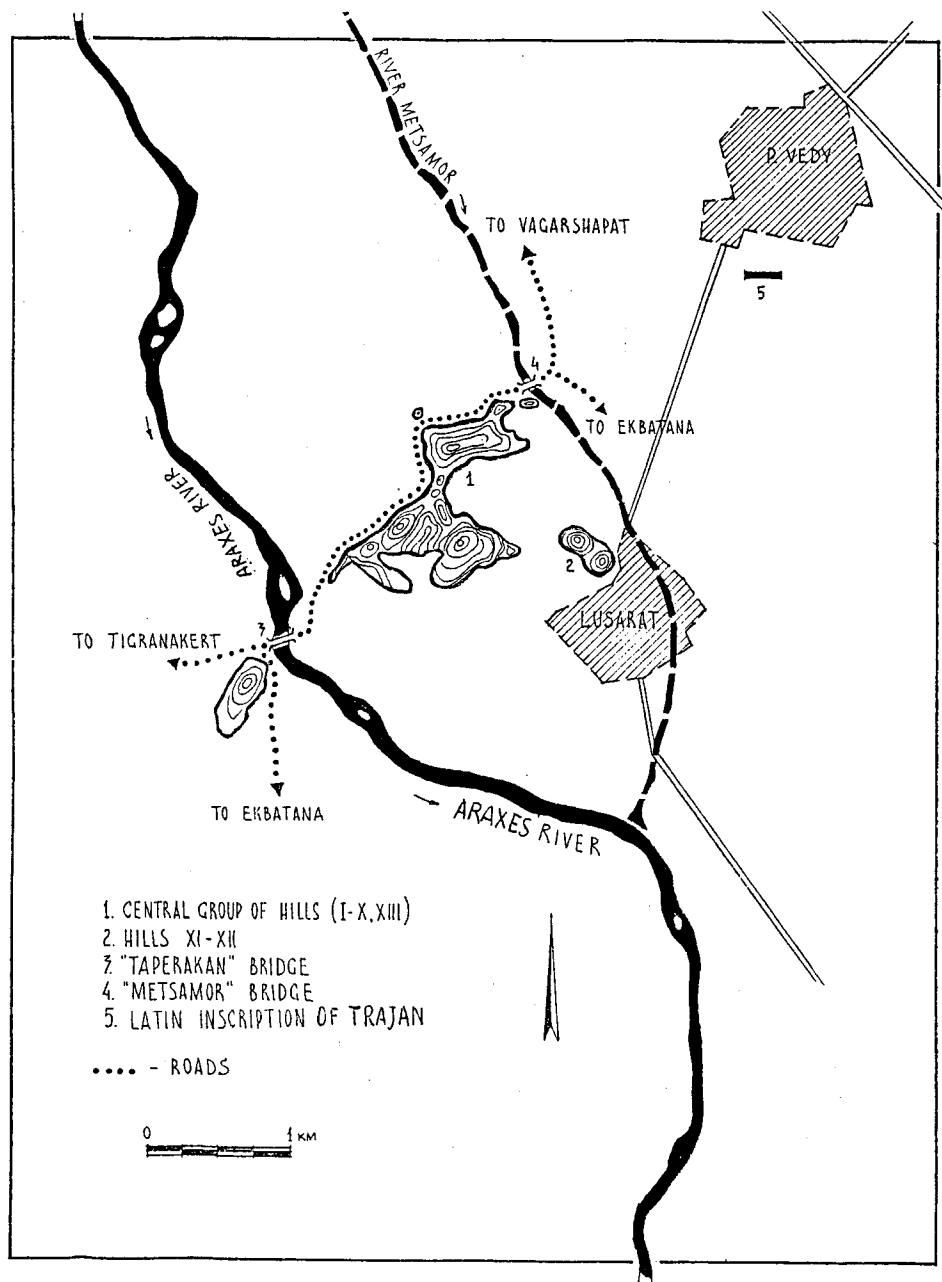 RIVER METSAMOR
P. VEDY
TO VAGARSHAPAT
5
4
TO EKBATANA
1
ARAXES RIVER
2
LUSARAT
3
TO TIGRANAKERT
TO EKBATANA
ARAXES RIVER
1. CENTRAL GROUP OF HILLS (I-X, XIII)
2. HILLS XI-XII
3. "TAPERAKAN" BRIDGE
4. "METSAMOR" BRIDGE
5. LATIN INSCRIPTION OF TRAJAN
.... - ROADS
0 1 KM